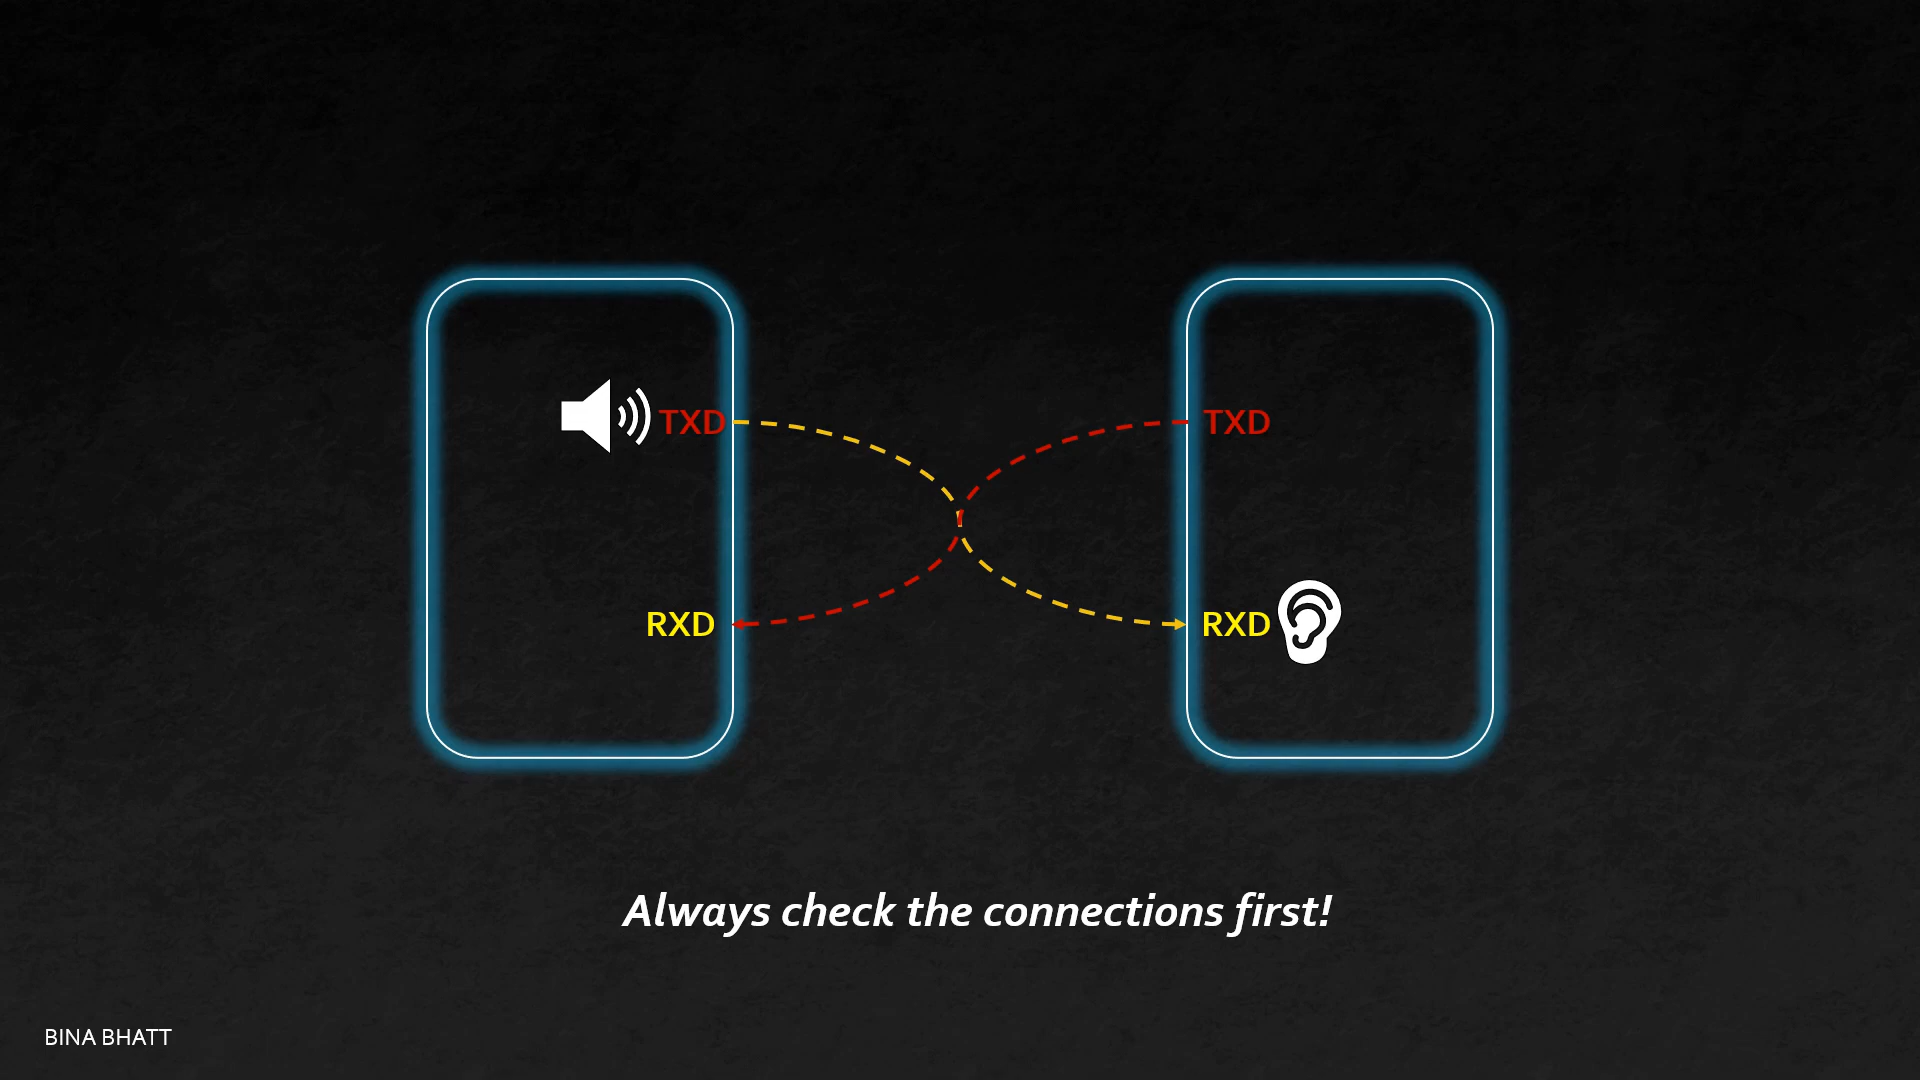 TXD
TXD
RXD
RXD
Always check the connections first!
BINA BHATT